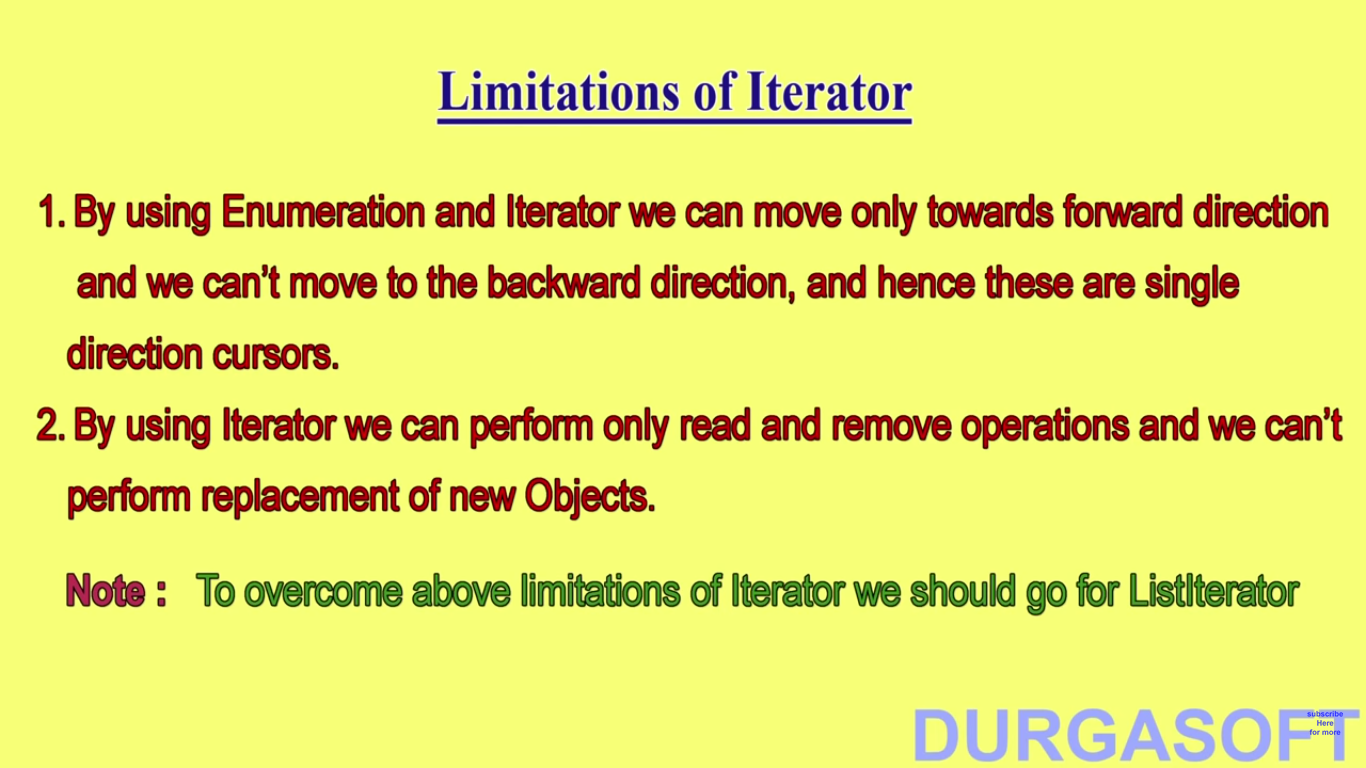 Limitations of Iterator
1. By using Enumeration and Iterator we can move only towards forward direction
and we can't move to the backward direction, and hence these are single
direction cursors.
2. By using Iterator we can perform only read and remove operations and we can't
perform replacement of new Objects.
Note : To overcome above limitations of Iterator we should go for ListIterator
DURGASOFT
subscribe
Here
for more